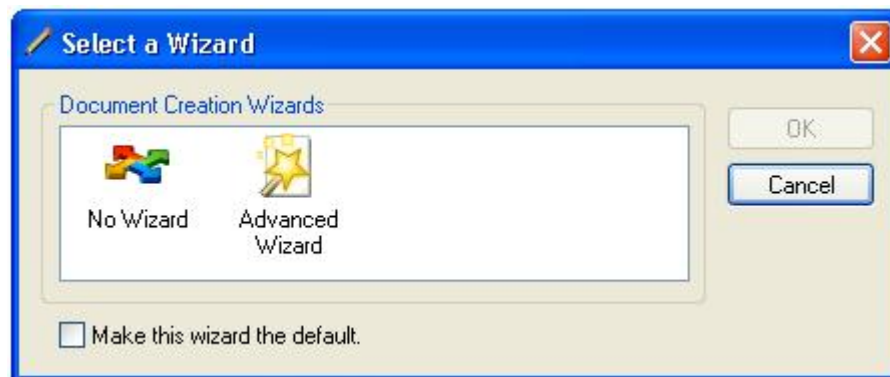 Select a Wizard
Document Creation Wizards
No Wizard
Advanced
Wizard
OK
Cancel
Make this wizard the default.